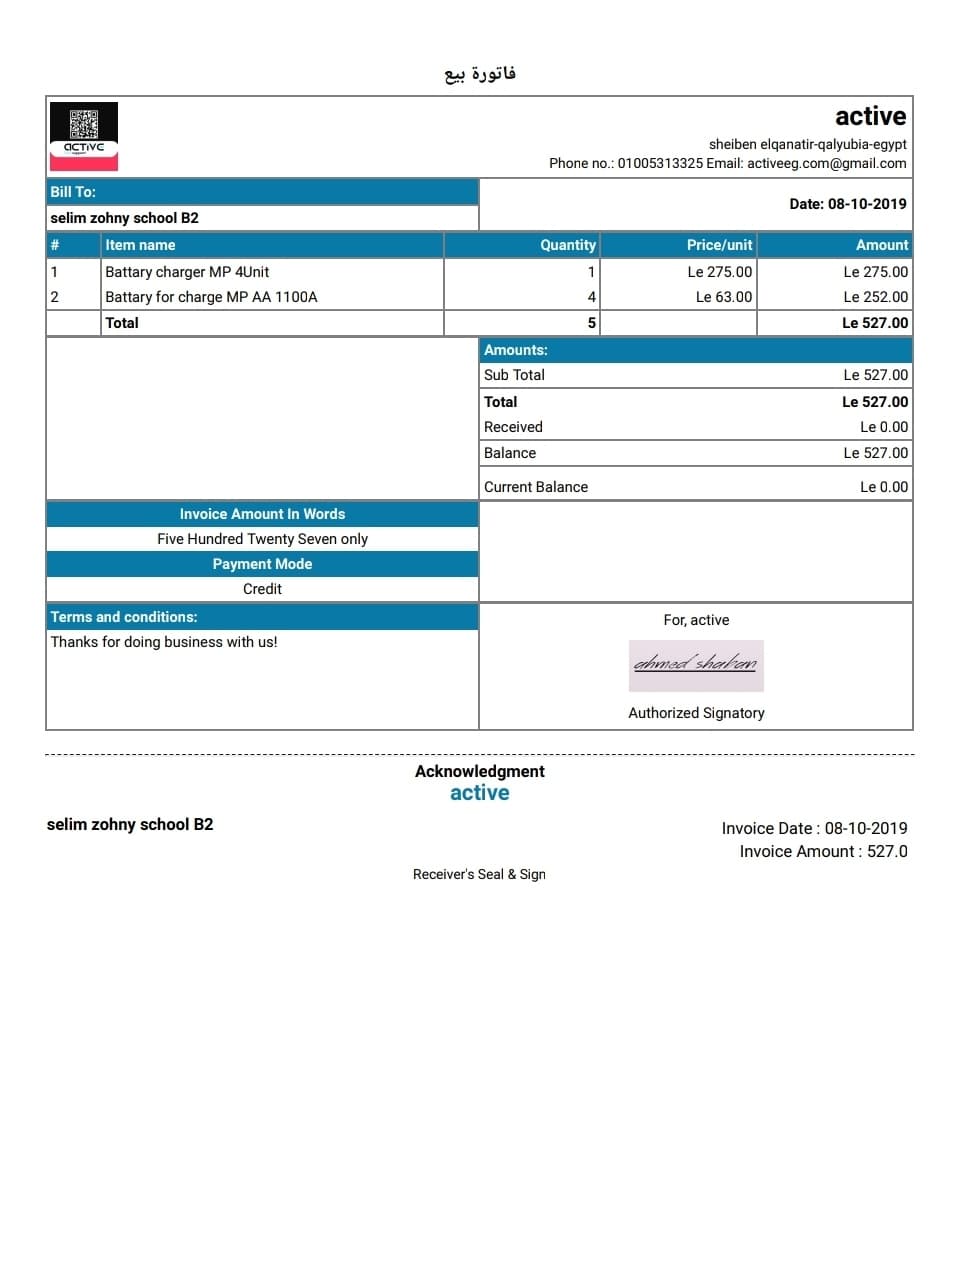 فاتورة بيع
ACTIVE
active
sheiben elqanatir-qalyubia-egypt
Phone no.: 01005313325 Email: activeeg.com@gmail.com
Bill To:
selim zohny school B2
Date: 08-10-2019
# Item name Quantity Price/unit Amount
1 Battary charger MP 4Unit 1 Le 275.00 Le 275.00
2 Battary for charge MP AA 1100A 4 Le 63.00 Le 252.00
Total 5 Le 527.00
Amounts:
Sub Total Le 527.00
Total Le 527.00
Received Le 0.00
Balance Le 527.00
Current Balance Le 0.00
Invoice Amount In Words
Five Hundred Twenty Seven only
Payment Mode
Credit
Terms and conditions:
Thanks for doing business with us!
For, active
ahmed shaban
Authorized Signatory
Acknowledgment
active
selim zohny school B2
Invoice Date : 08-10-2019
Invoice Amount : 527.0
Receiver's Seal & Sign